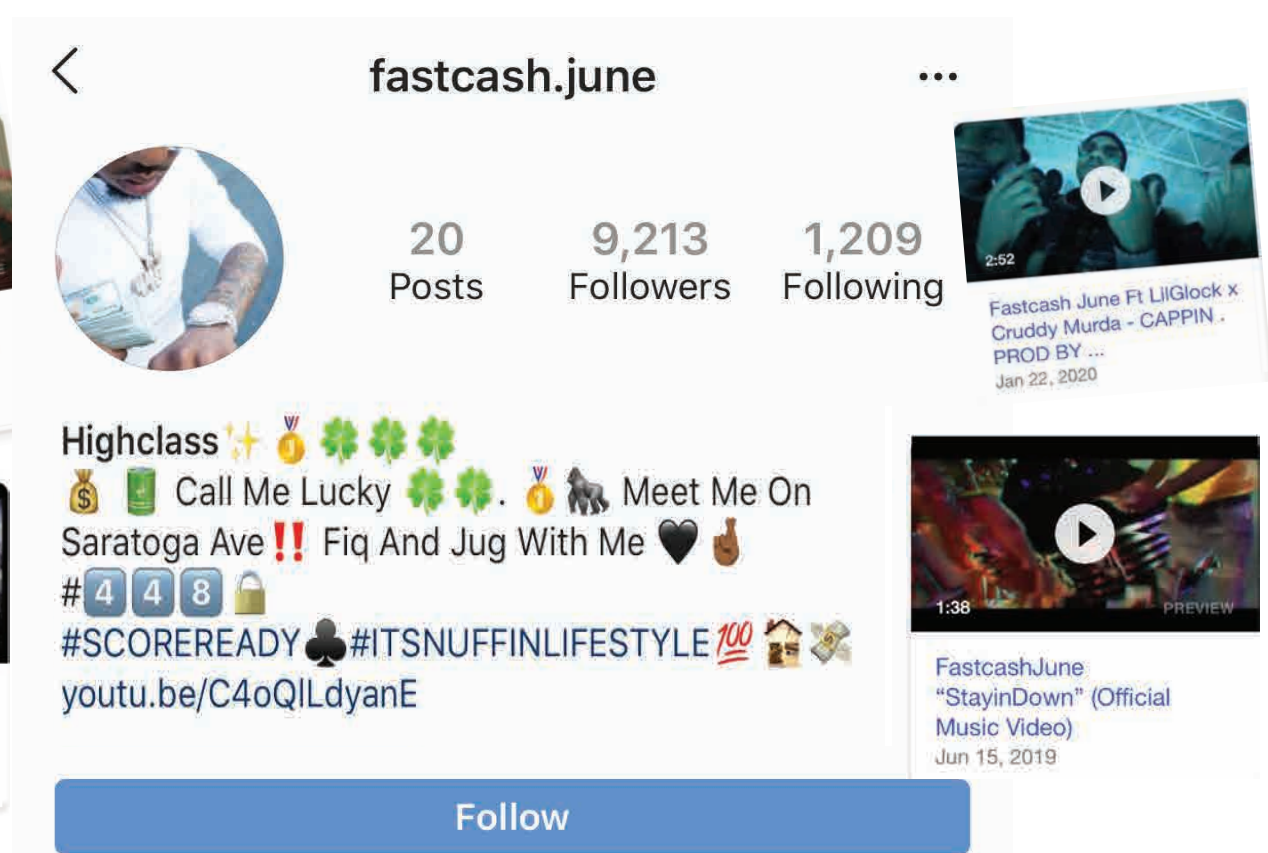 fastcash.june
...
20
Posts
9,213
Followers
1,209
Following
Highclass✨🥇🍀🍀🍀
💰🔋 Call Me Lucky 🍀🍀. 🥇🦍 Meet Me On
Saratoga Ave‼️ Fiq And Jug With Me 🖤🤞🏾
#4️⃣4️⃣8️⃣🔒
#SCOREREADY♣️#ITSNUFFINLIFESTYLE💯🏚️💸
youtu.be/C4oQlLdyanE
Follow
2:52
Fastcash June Ft LilGlock x
Cruddy Murda - CAPPIN .
PROD BY ...
Jan 22, 2020
1:38
PREVIEW
FastcashJune
“StayinDown” (Official
Music Video)
Jun 15, 2019